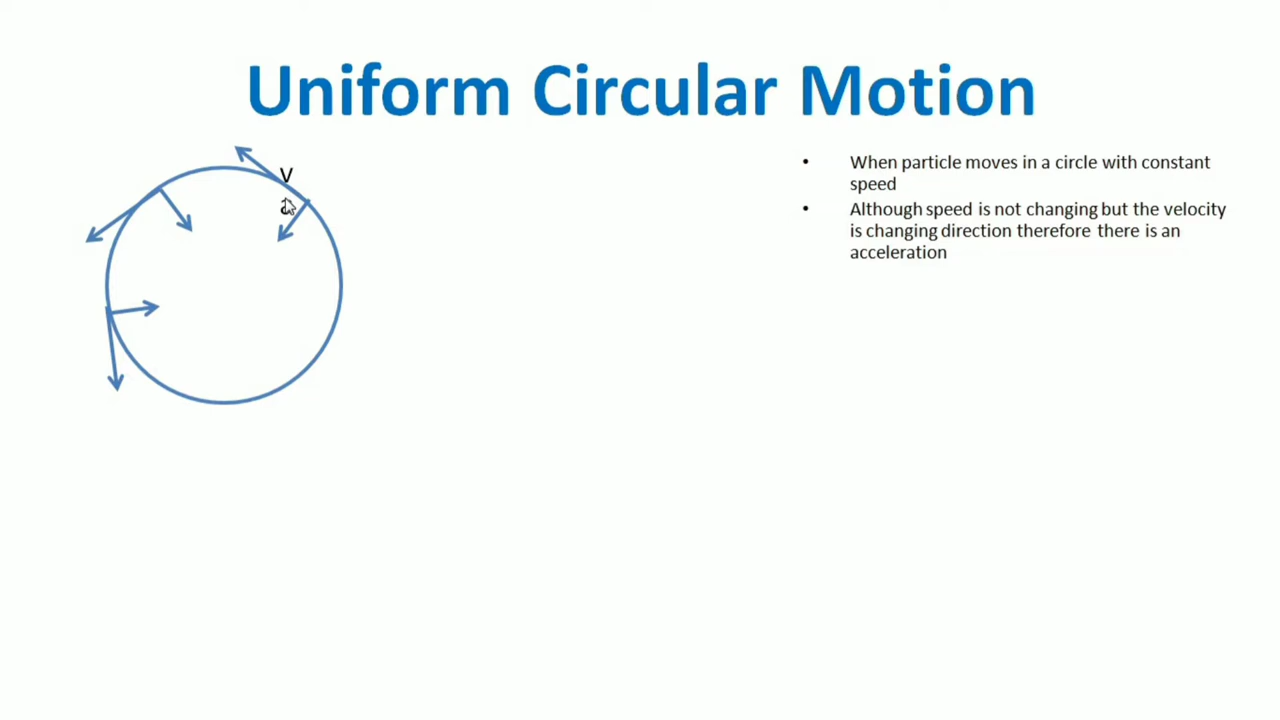 Uniform Circular Motion
V
• When particle moves in a circle with constant
speed
• Although speed is not changing but the velocity
is changing direction therefore there is an
acceleration